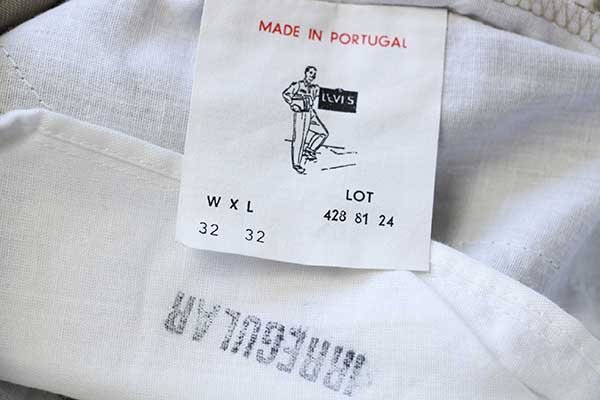 MADE IN PORTUGAL
LEVI'S
W X L
32 32
LOT
428 81 24
IRREGULAR